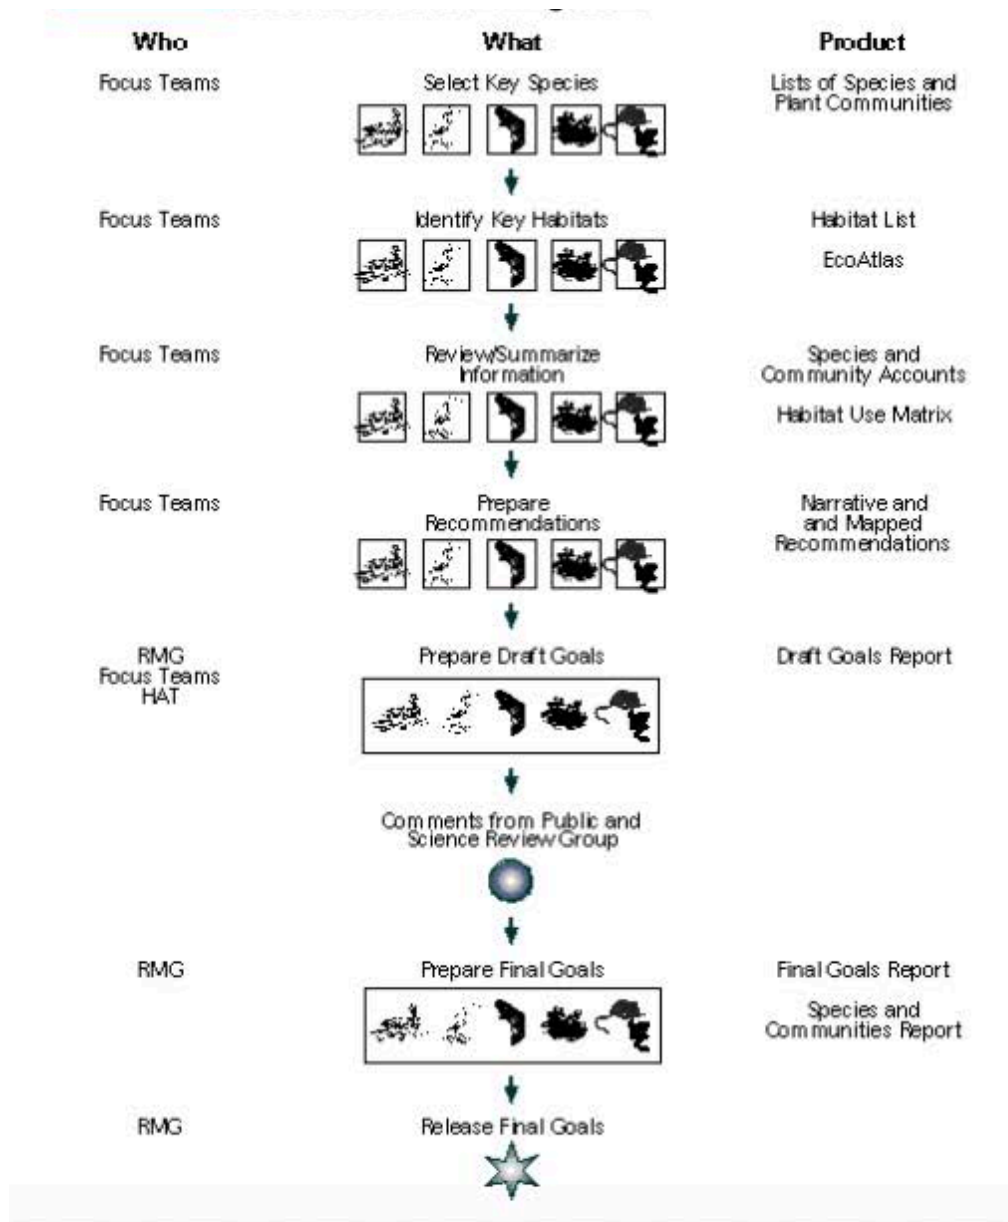 Who What Product
Focus Teams Select Key Species Lists of Species and
Plant Communities
Focus Teams Identify Key Habitats Habitat List
EcoAtlas
Focus Teams Review/Summarize Species and
Information Community Accounts
Habitat Use Matrix
Focus Teams Prepare Narrative and
Recommendations and Mapped
Recommendations
RMG Prepare Draft Goals Draft Goals Report
Focus Teams
HAT
Comments from Public and
Science Review Group
RMG Prepare Final Goals Final Goals Report
Species and
Communities Report
RMG Release Final Goals